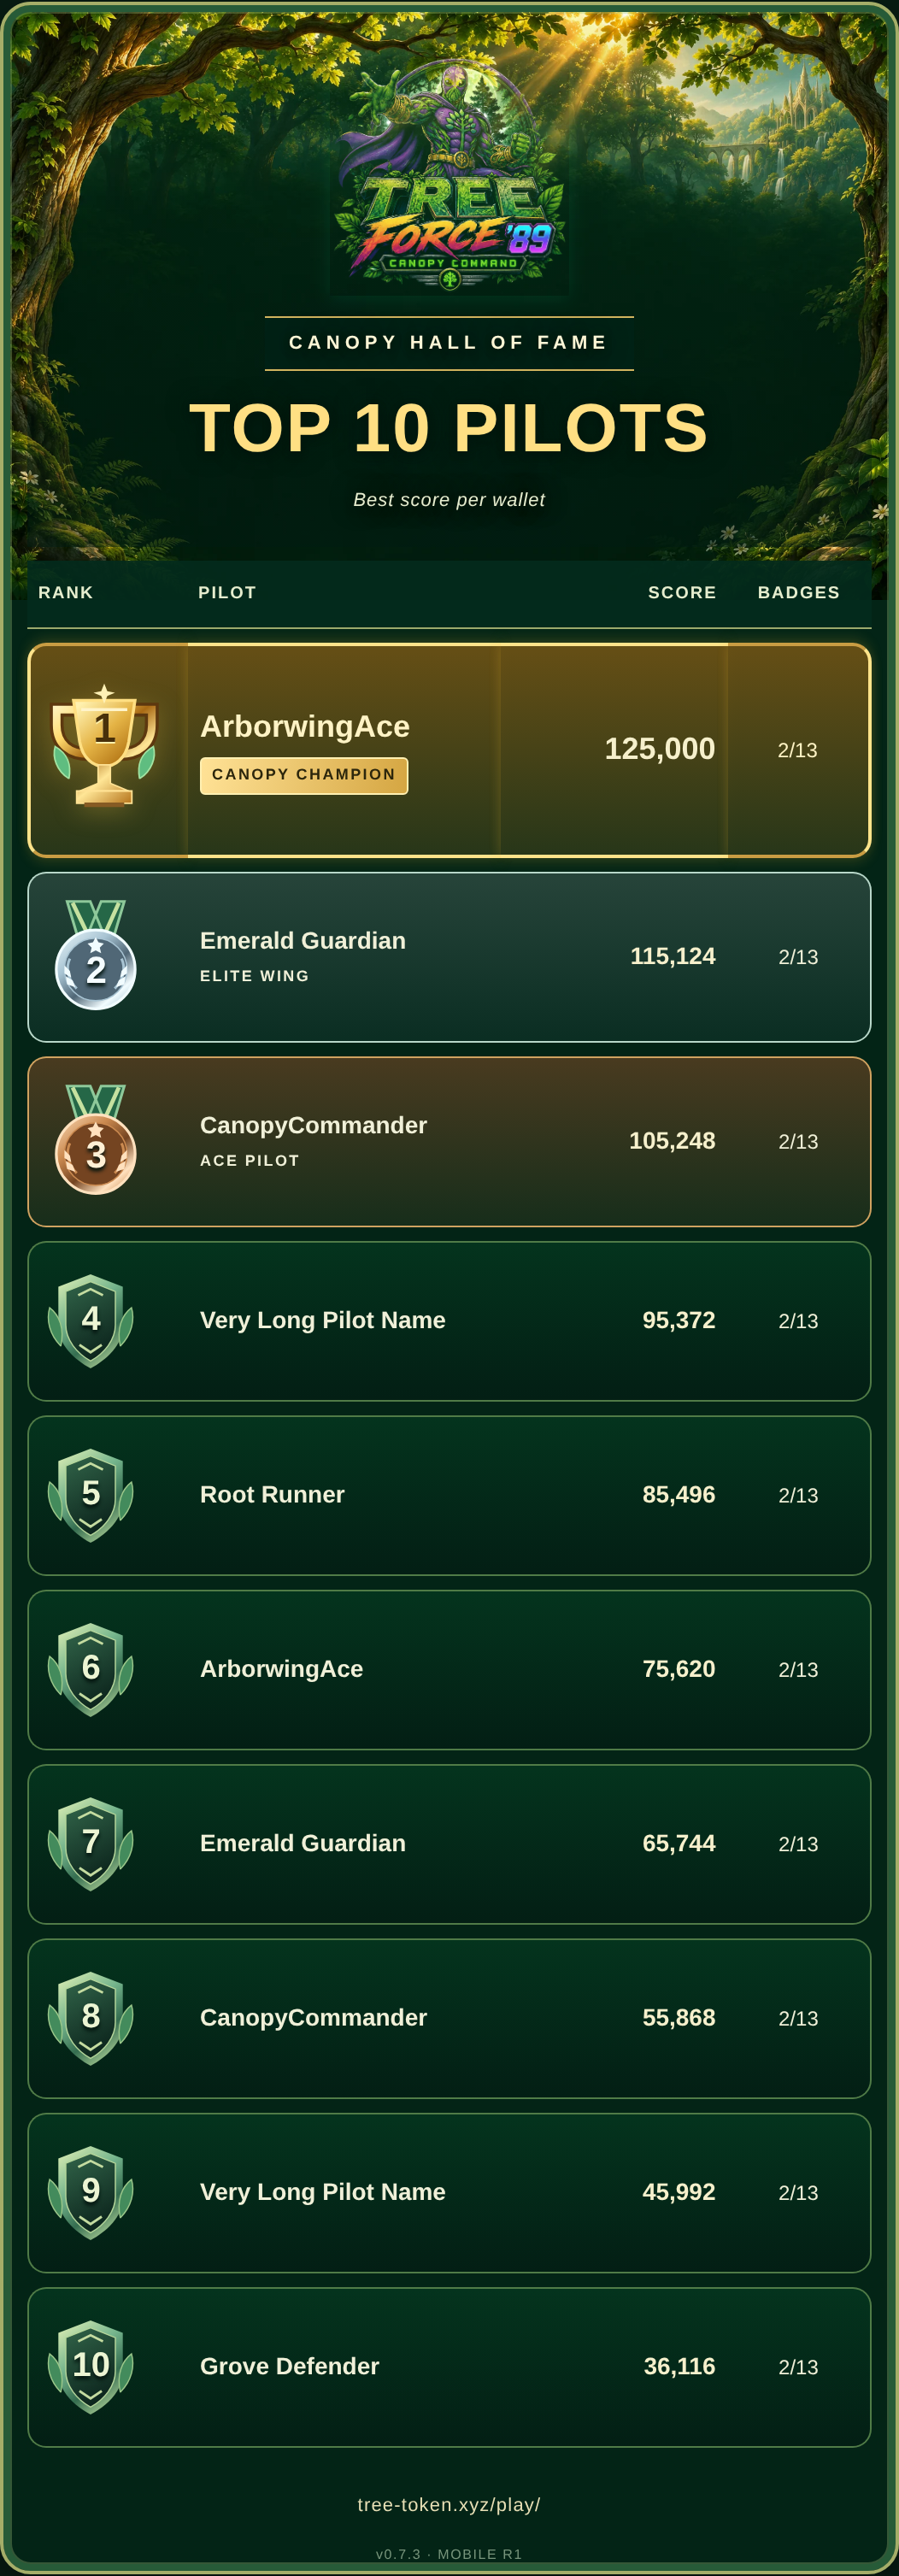 TREE
FORCE '89
CANOPY COMMAND
CANOPY HALL OF FAME
TOP 10 PILOTS
Best score per wallet
RANK PILOT SCORE BADGES
1 ArborwingAce 125,000 2/13
CANOPY CHAMPION
2 Emerald Guardian 115,124 2/13
ELITE WING
3 CanopyCommander 105,248 2/13
ACE PILOT
4 Very Long Pilot Name 95,372 2/13
5 Root Runner 85,496 2/13
6 ArborwingAce 75,620 2/13
7 Emerald Guardian 65,744 2/13
8 CanopyCommander 55,868 2/13
9 Very Long Pilot Name 45,992 2/13
10 Grove Defender 36,116 2/13
tree-token.xyz/play/
v0.7.3 · MOBILE R1